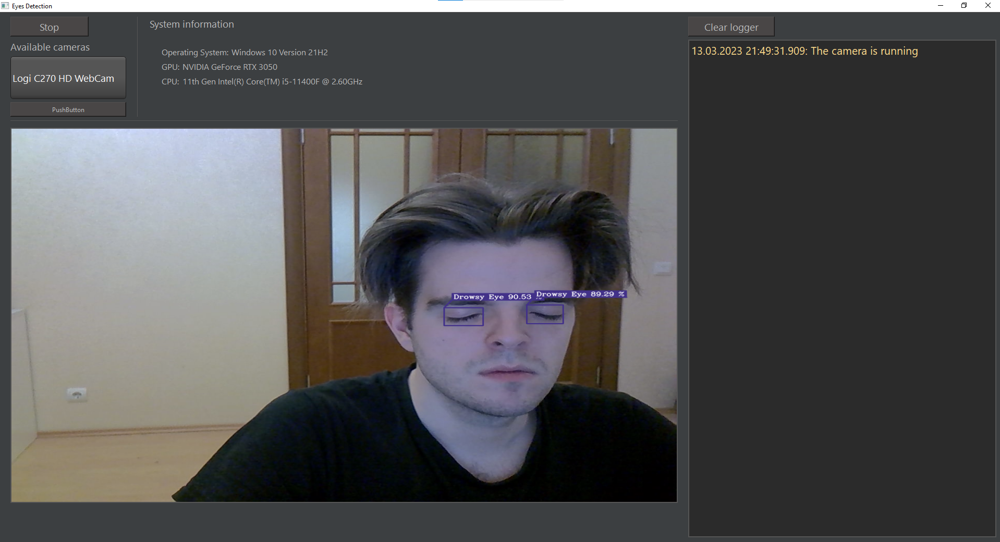 Eyes Detection
Stop
Available cameras
Logi C270 HD WebCam
PushButton
System information
Operating System: Windows 10 Version 21H2
GPU: NVIDIA GeForce RTX 3050
CPU: 11th Gen Intel(R) Core(TM) i5-11400F @ 2.60GHz
Clear logger
13.03.2023 21:49:31.909: The camera is running
Drowsy Eye 90.53 %
Drowsy Eye 89.29 %